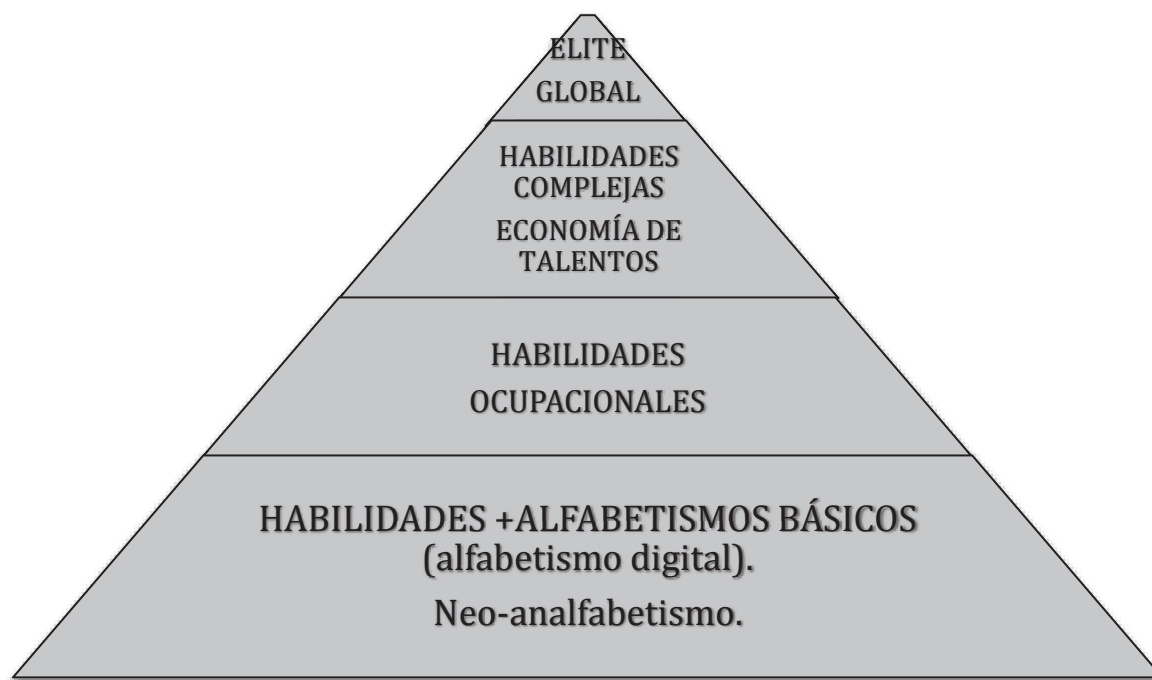 ELITE
GLOBAL
HABILIDADES
COMPLEJAS
ECONOMÍA DE
TALENTOS
HABILIDADES
OCUPACIONALES
HABILIDADES +ALFABETISMOS BÁSICOS
(alfabetismo digital).
Neo-analfabetismo.